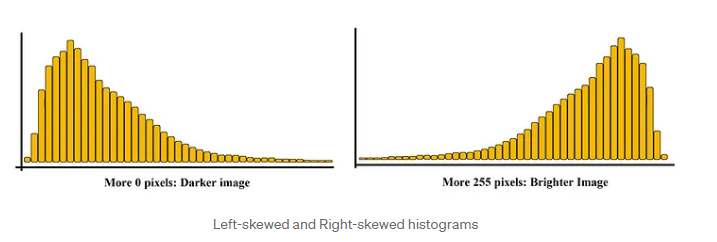 More 0 pixels: Darker image
More 255 pixels: Brighter Image
Left-skewed and Right-skewed histograms